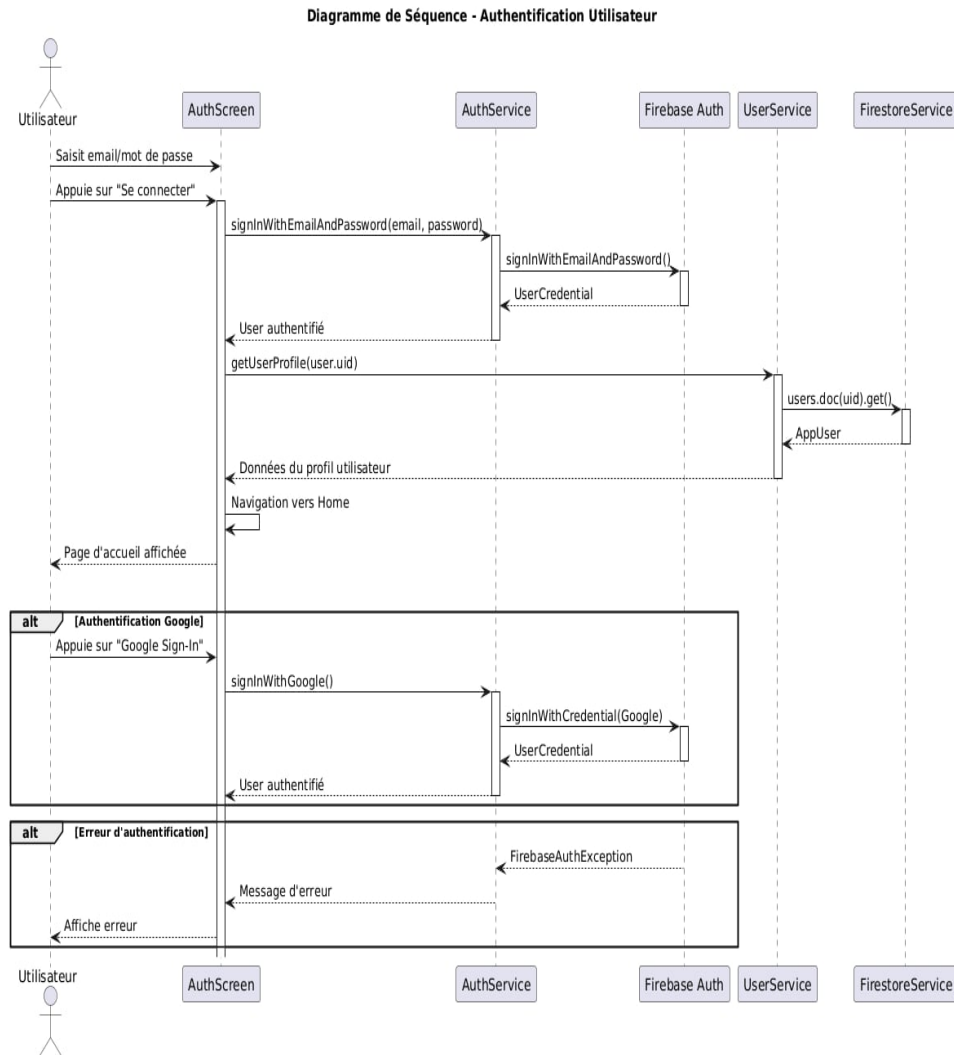 Diagramme de Séquence - Authentification Utilisateur
Utilisateur
AuthScreen
AuthService
Firebase Auth
UserService
FirestoreService
Saisit email/mot de passe
Appuie sur "Se connecter"
signInWithEmailAndPassword(email, password)
signInWithEmailAndPassword()
UserCredential
User authentifié
getUserProfile(user.uid)
users.doc(uid).get()
AppUser
Données du profil utilisateur
Navigation vers Home
Page d'accueil affichée
alt [Authentification Google]
Appuie sur "Google Sign-In"
signInWithGoogle()
signInWithCredential(Google)
UserCredential
User authentifié
alt [Erreur d'authentification]
FirebaseAuthException
Message d'erreur
Affiche erreur
Utilisateur
AuthScreen
AuthService
Firebase Auth
UserService
FirestoreService